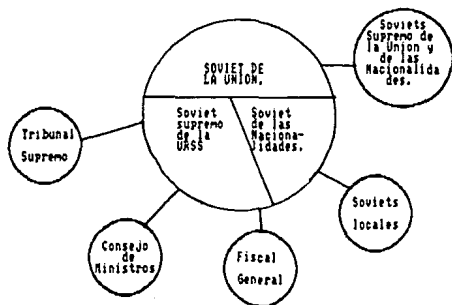 SOVIET DE
LA UNION.
Soviet
supremo
de la
URSS
Soviet
de las
Naciona-
lidades.
Soviets
Supremo de
la Union y
de las
Nacionalida
des.
Tribunal
Supremo
Consejo
de
Ministros
Fiscal
General
Soviets
locales